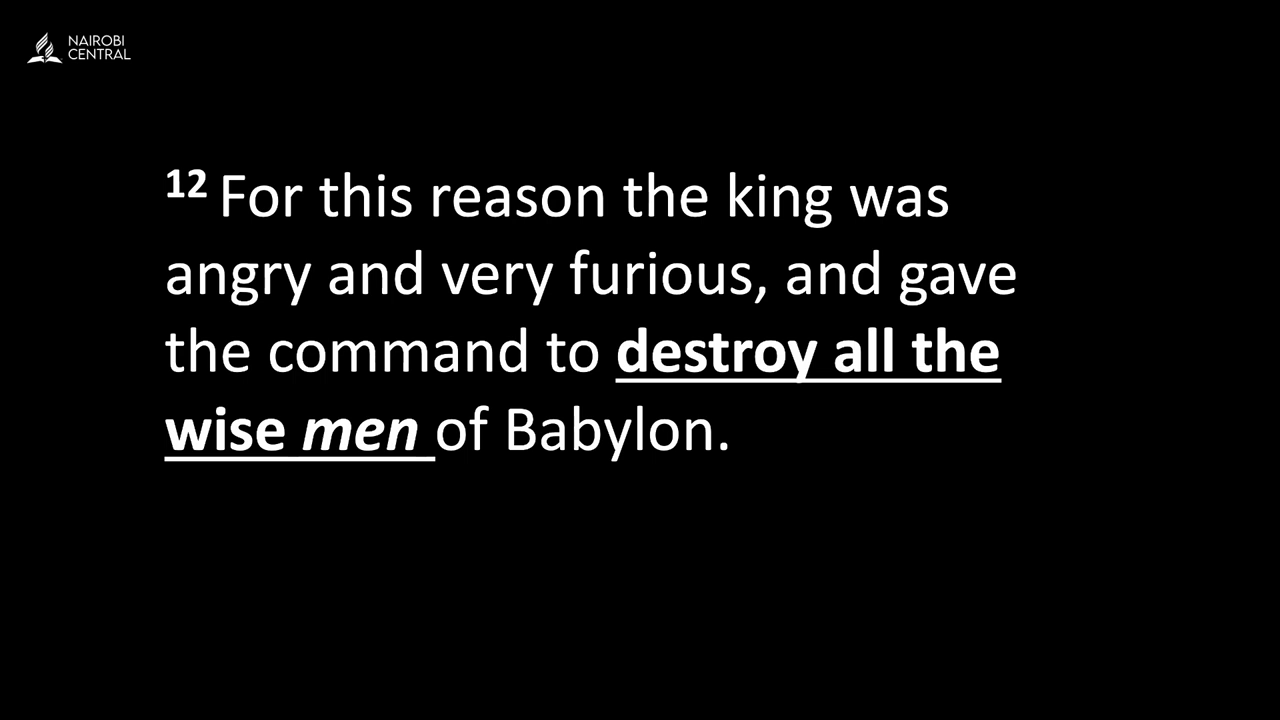 NAIROBI
CENTRAL
12 For this reason the king was
angry and very furious, and gave
the command to destroy all the
wise men of Babylon.